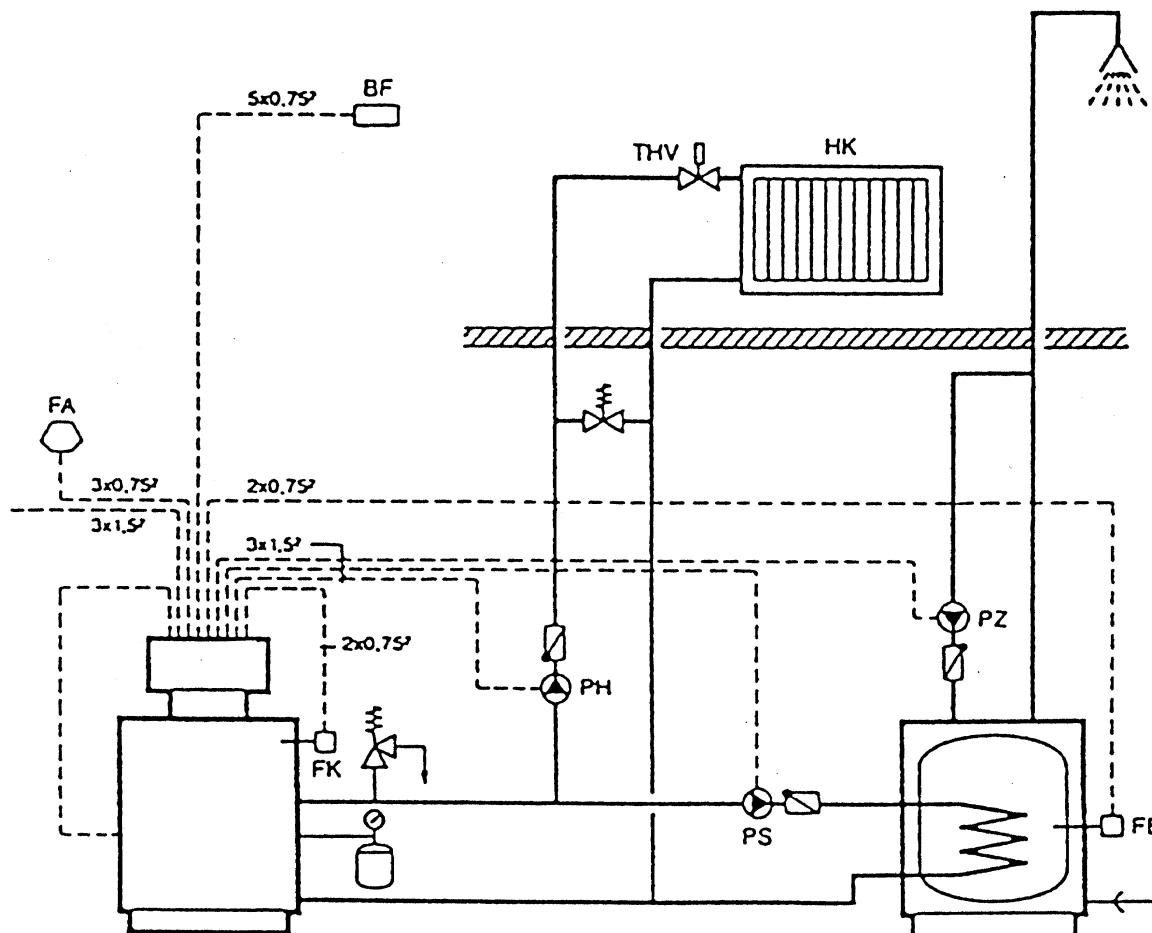 BF
5x0.75²
THV
HK
FA
3x0.75²
2x0.75²
3x1.5²
3x1.5²
PZ
2x0.75²
PH
FK
PS